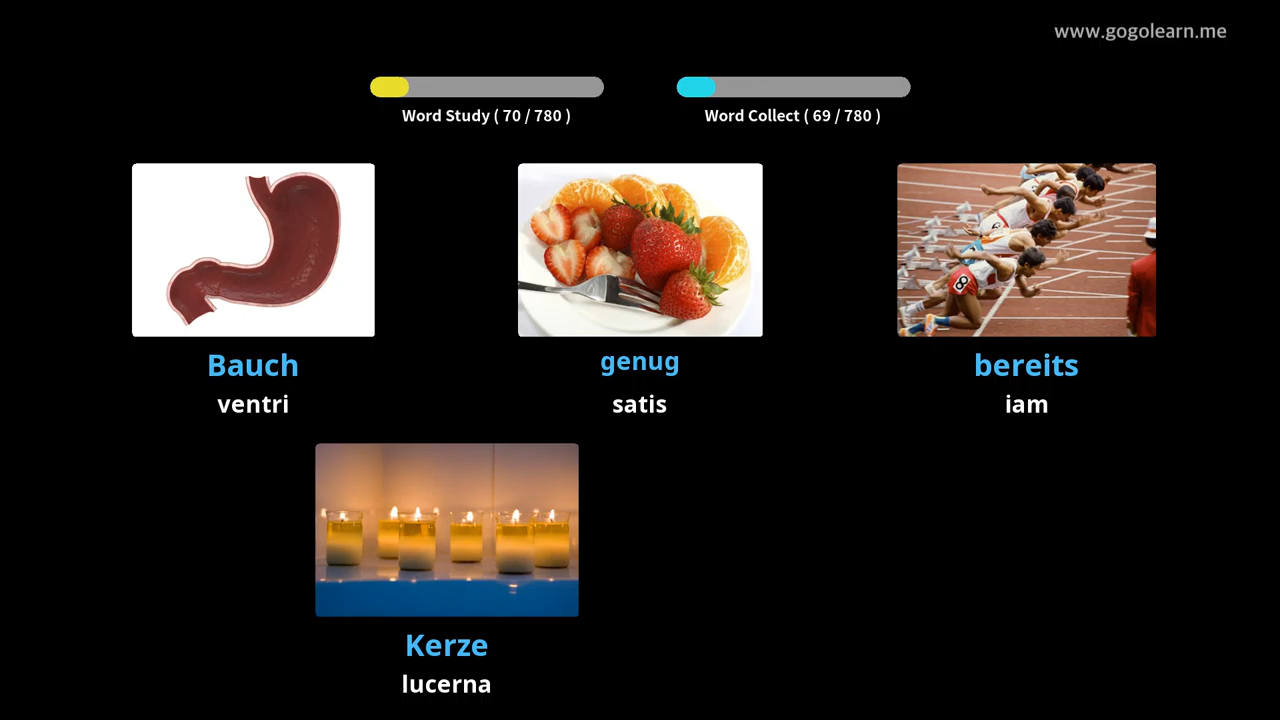 www.gogolearn.me
Word Study ( 70 / 780 )
Word Collect ( 69 / 780 )
Bauch
ventri
genug
satis
bereits
iam
8
Kerze
lucerna